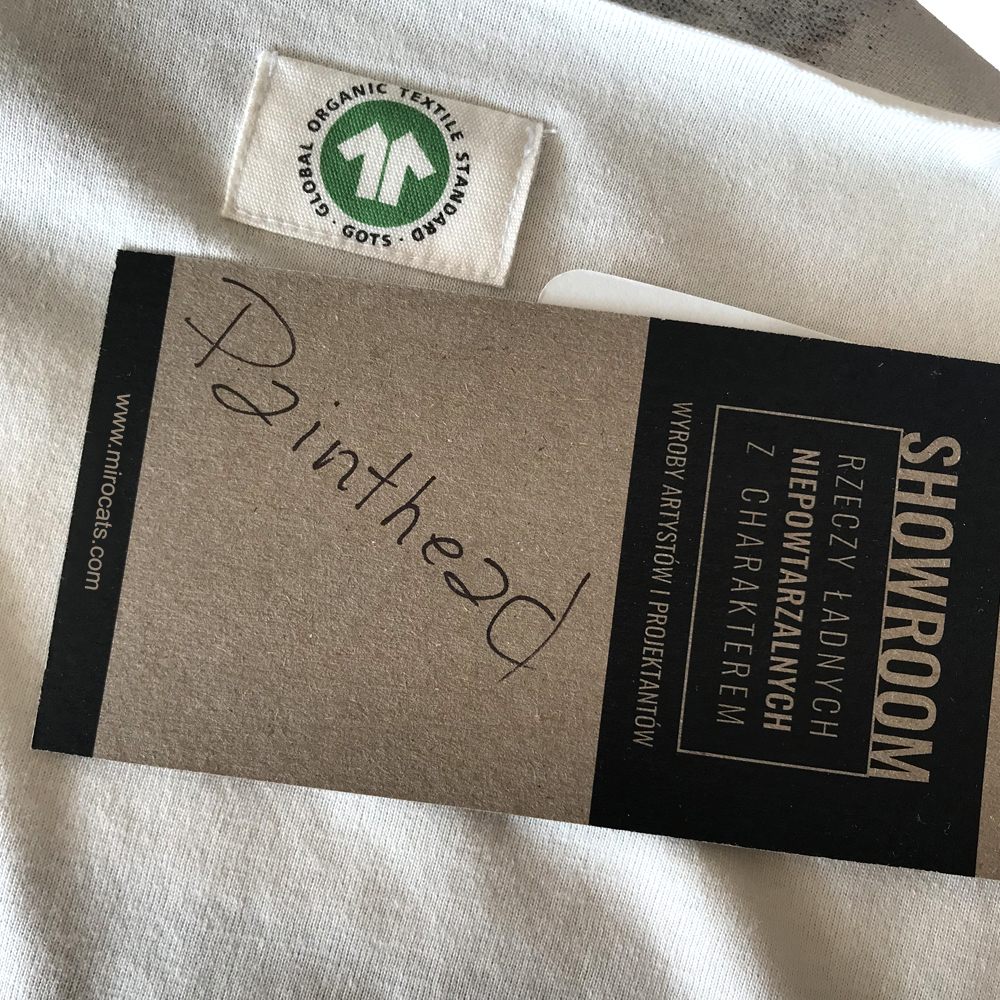 GLOBAL ORGANIC TEXTILE STANDARD · GOTS ·
Painthead
www.mirocats.com
SHOWROOM
RZECZY ŁADNYCH
NIEPOWTARZALNYCH
Z CHARAKTEREM
WYROBY ARTYSTÓW I PROJEKTANTÓW